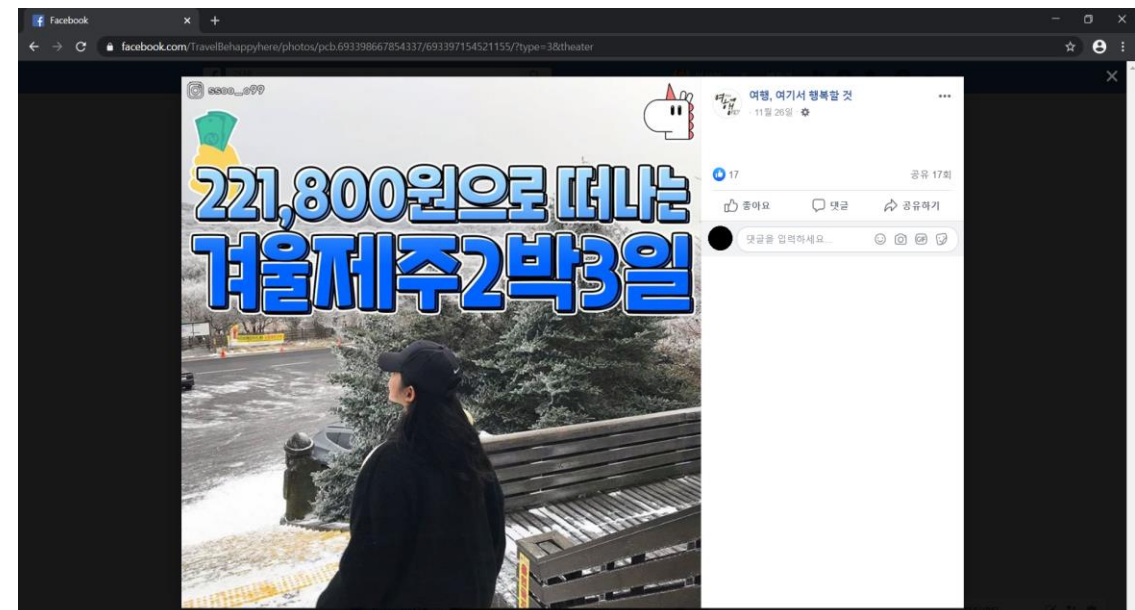 Facebook
facebook.com/TravelBehappyhere/photos/pcb.693398667854337/693397154521155/?type=3&theater
ssoo_o99
221,800원으로 떠나는
겨울제주2박3일
여행, 여기서 행복할 것
· 11월 26일 ·
17
공유 17회
좋아요
댓글
공유하기
댓글을 입력하세요...
GIF